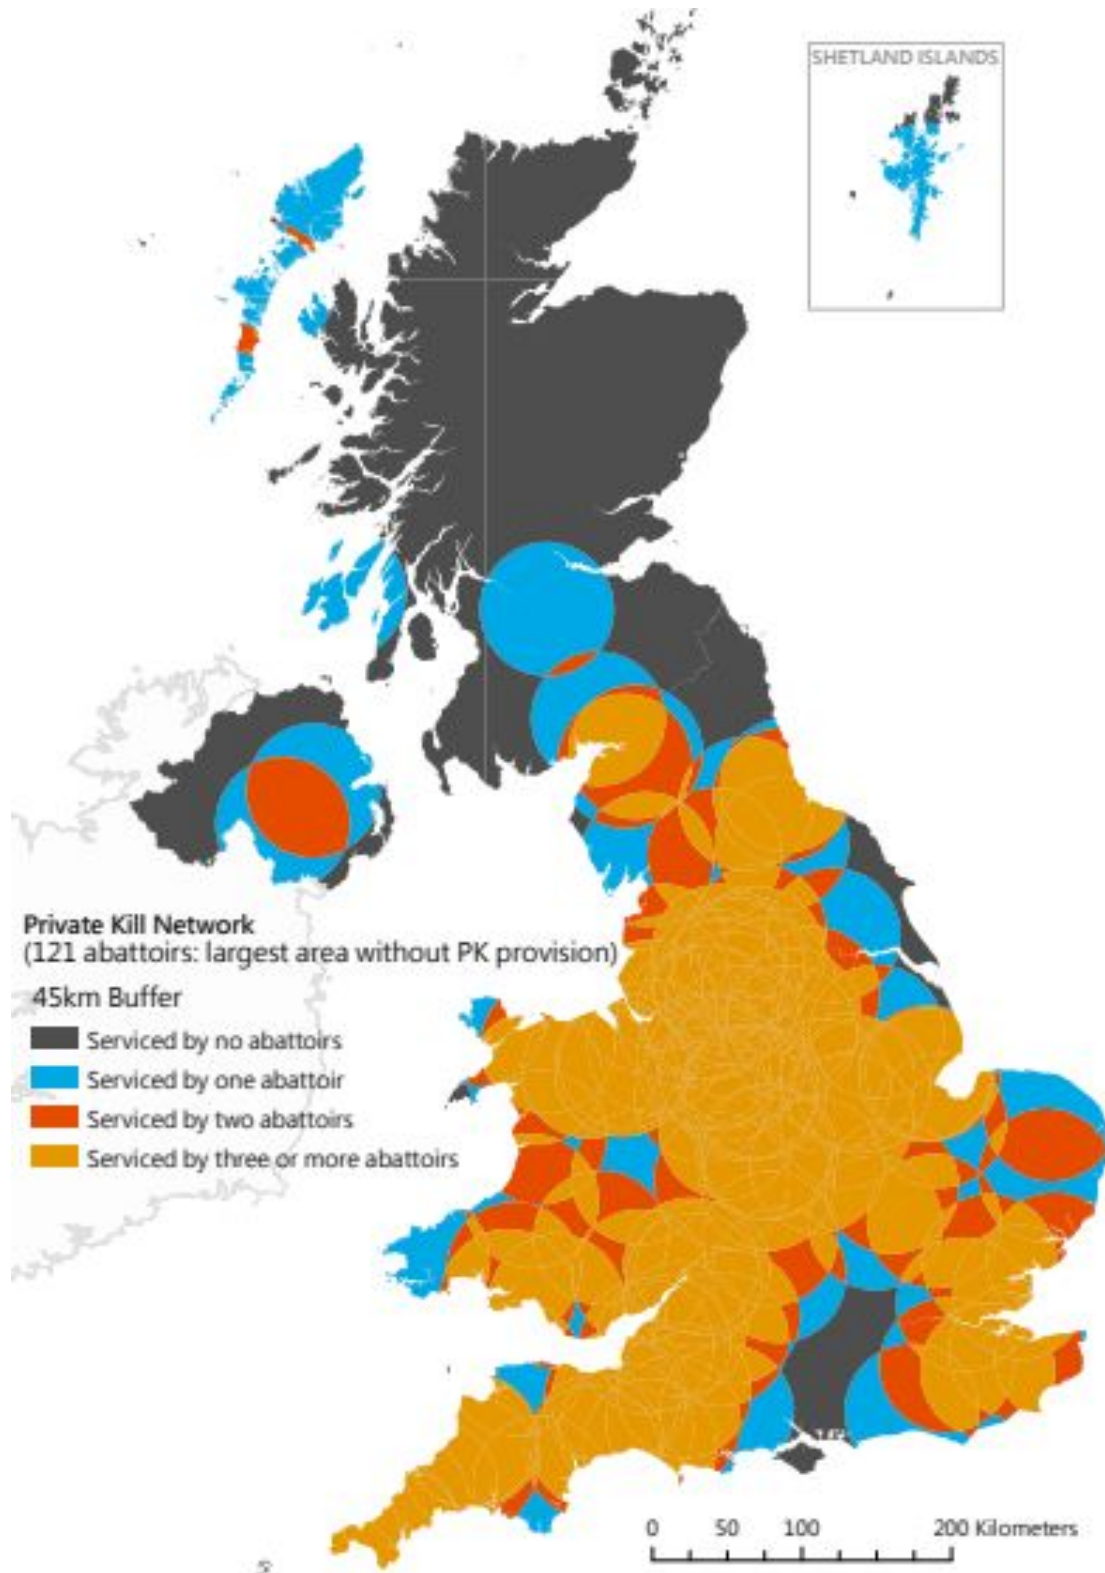 SHETLAND ISLANDS
Private Kill Network
(121 abattoirs: largest area without PK provision)
45km Buffer
Serviced by no abattoirs
Serviced by one abattoir
Serviced by two abattoirs
Serviced by three or more abattoirs
0 50 100 200 Kilometers